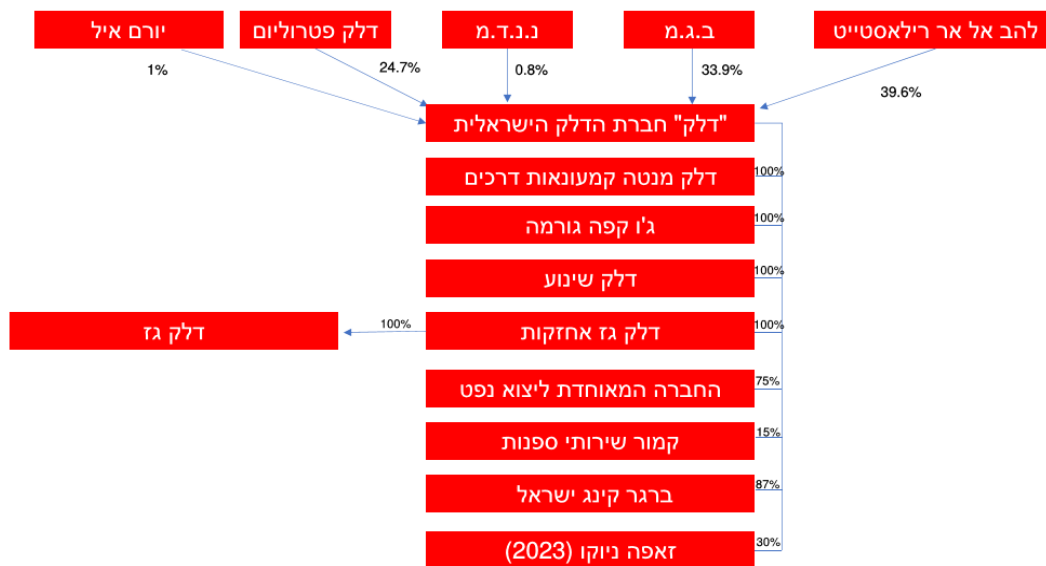 להב אל אר רילאסטייט
ב.ג.מ
נ.נ.ד.מ
דלק פטרוליום
יורם איל
39.6%
33.9%
0.8%
24.7%
1%
"דלק" חברת הדלק הישראלית
דלק מנטה קמעונאות דרכים
100%
ג'ו קפה גורמה
100%
דלק שינוע
100%
דלק גז אחזקות
100%
100%
דלק גז
החברה המאוחדת ליצוא נפט
75%
קמור שירותי ספנות
15%
ברגר קינג ישראל
87%
זאפה ניוקו (2023)
30%